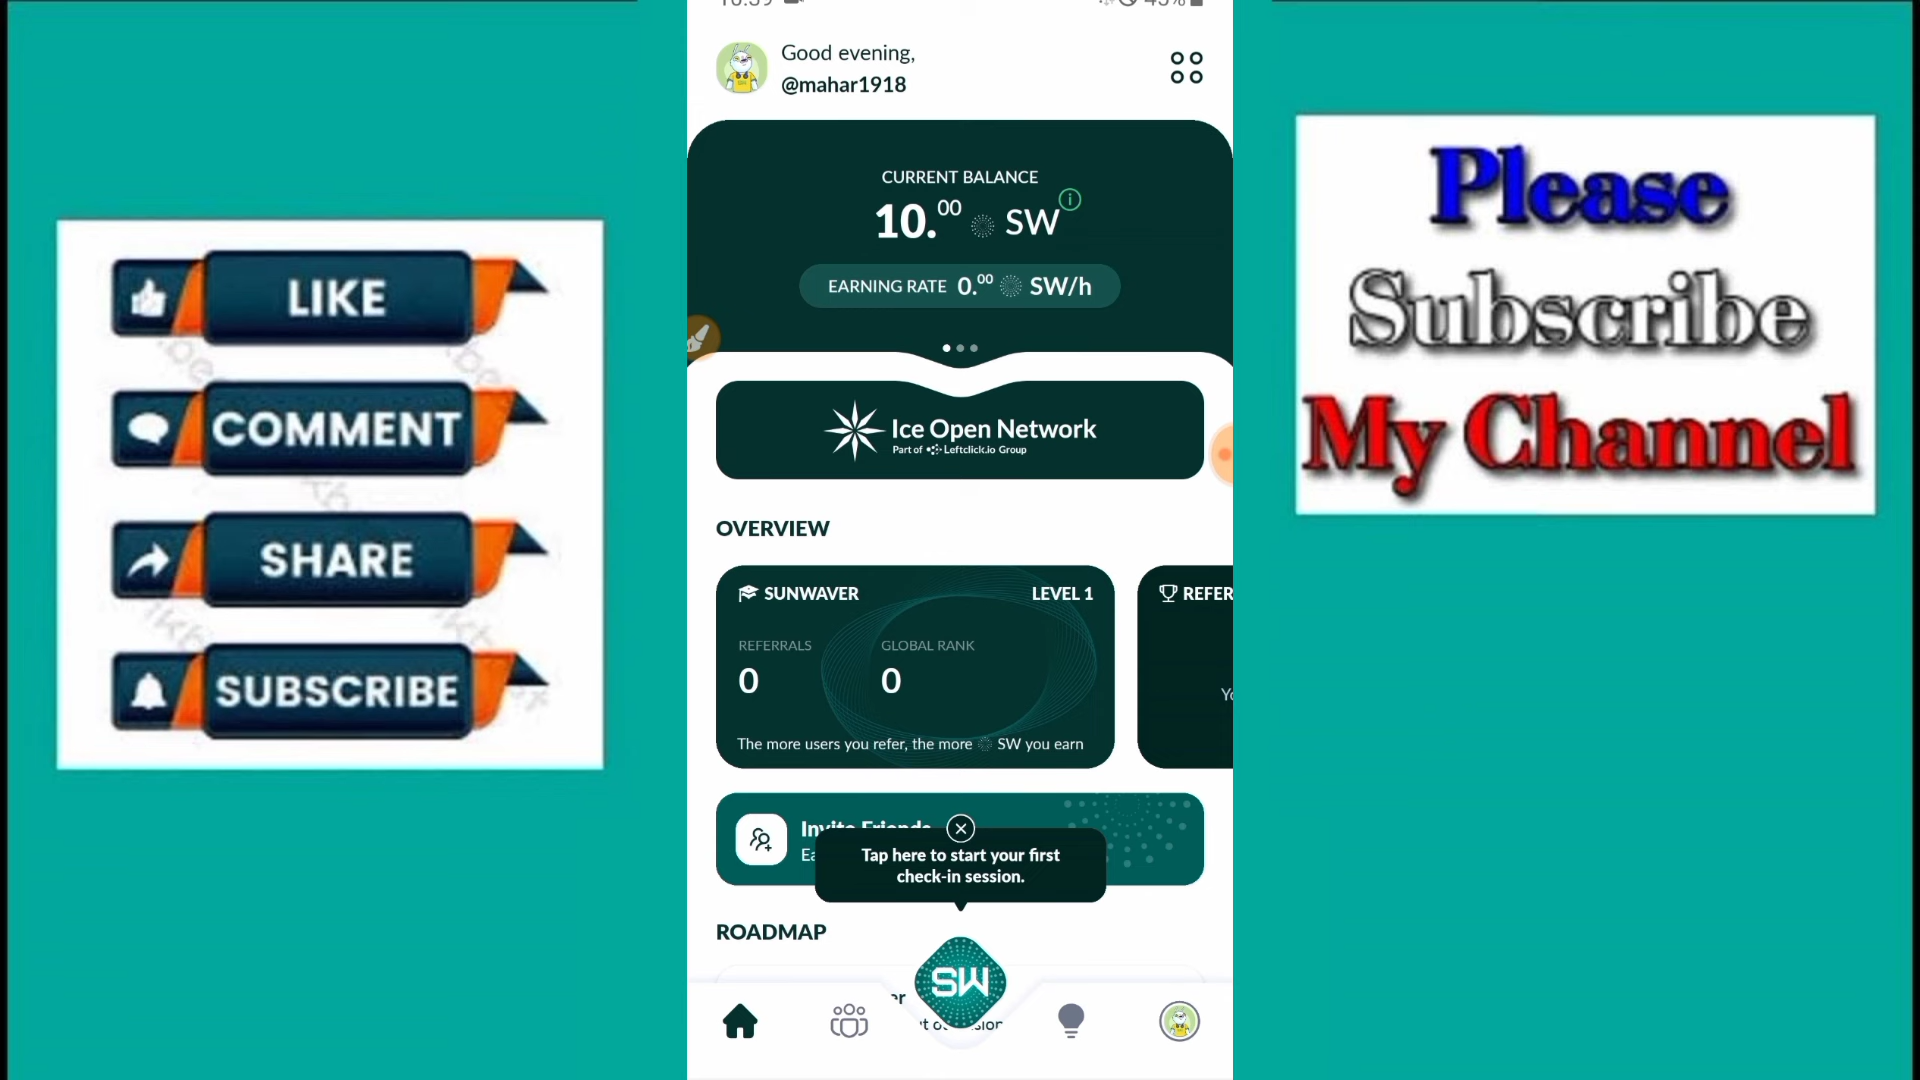 LIKE
COMMENT
SHARE
SUBSCRIBE
Good evening,
@mahar1918
CURRENT BALANCE
10.00 SW
EARNING RATE 0.00 SW/h
Ice Open Network
Part of Leftclick.io Group
OVERVIEW
SUNWAVER LEVEL 1
REFERRALS GLOBAL RANK
0 0
The more users you refer, the more SW you earn
REFER
Invite Friends
Tap here to start your first
check-in session.
ROADMAP
SW
Please
Subscribe
My Channel